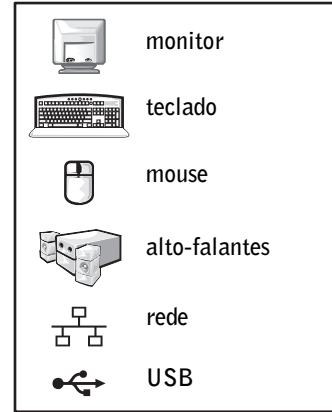 monitor
teclado
mouse
alto-falantes
rede
USB